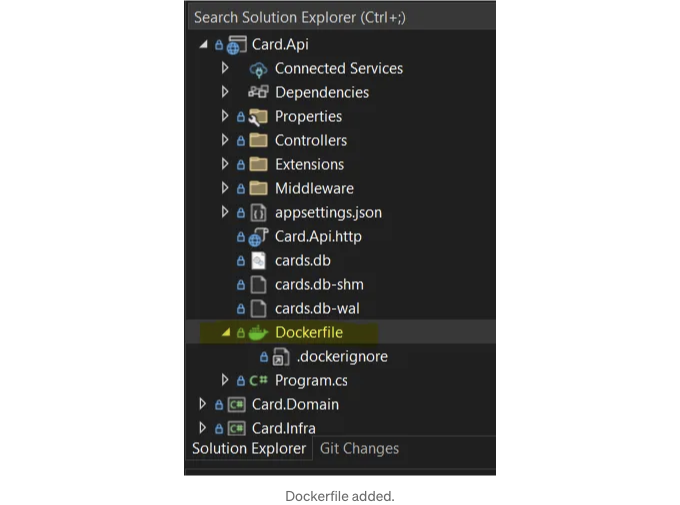 Search Solution Explorer (Ctrl+;)
Card.Api
Connected Services
Dependencies
Properties
Controllers
Extensions
Middleware
appsettings.json
Card.Api.http
cards.db
cards.db-shm
cards.db-wal
Dockerfile
.dockerignore
C# Program.cs
C# Card.Domain
C# Card.Infra
Solution Explorer Git Changes
Dockerfile added.